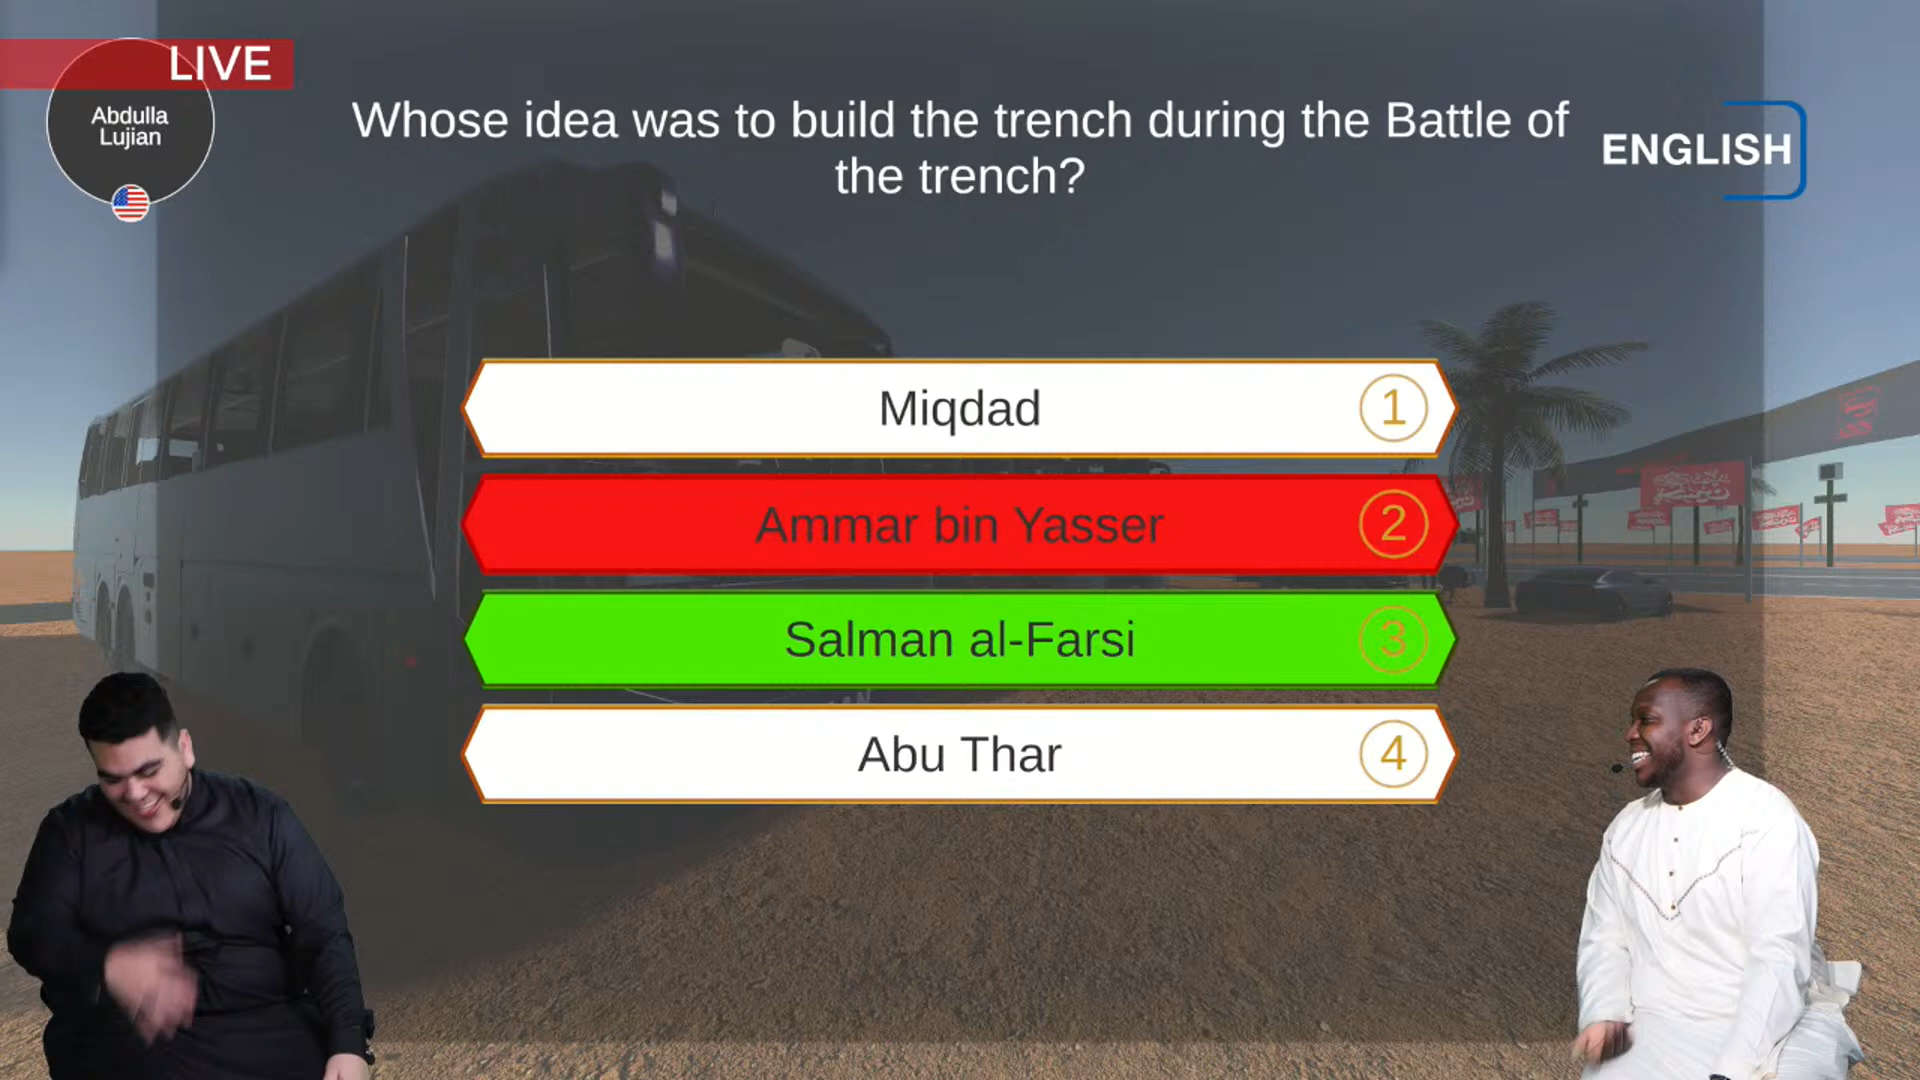 LIVE
Abdulla
Lujian
Whose idea was to build the trench during the Battle of
the trench?
ENGLISH
Miqdad
1
Ammar bin Yasser
2
Salman al-Farsi
3
Abu Thar
4